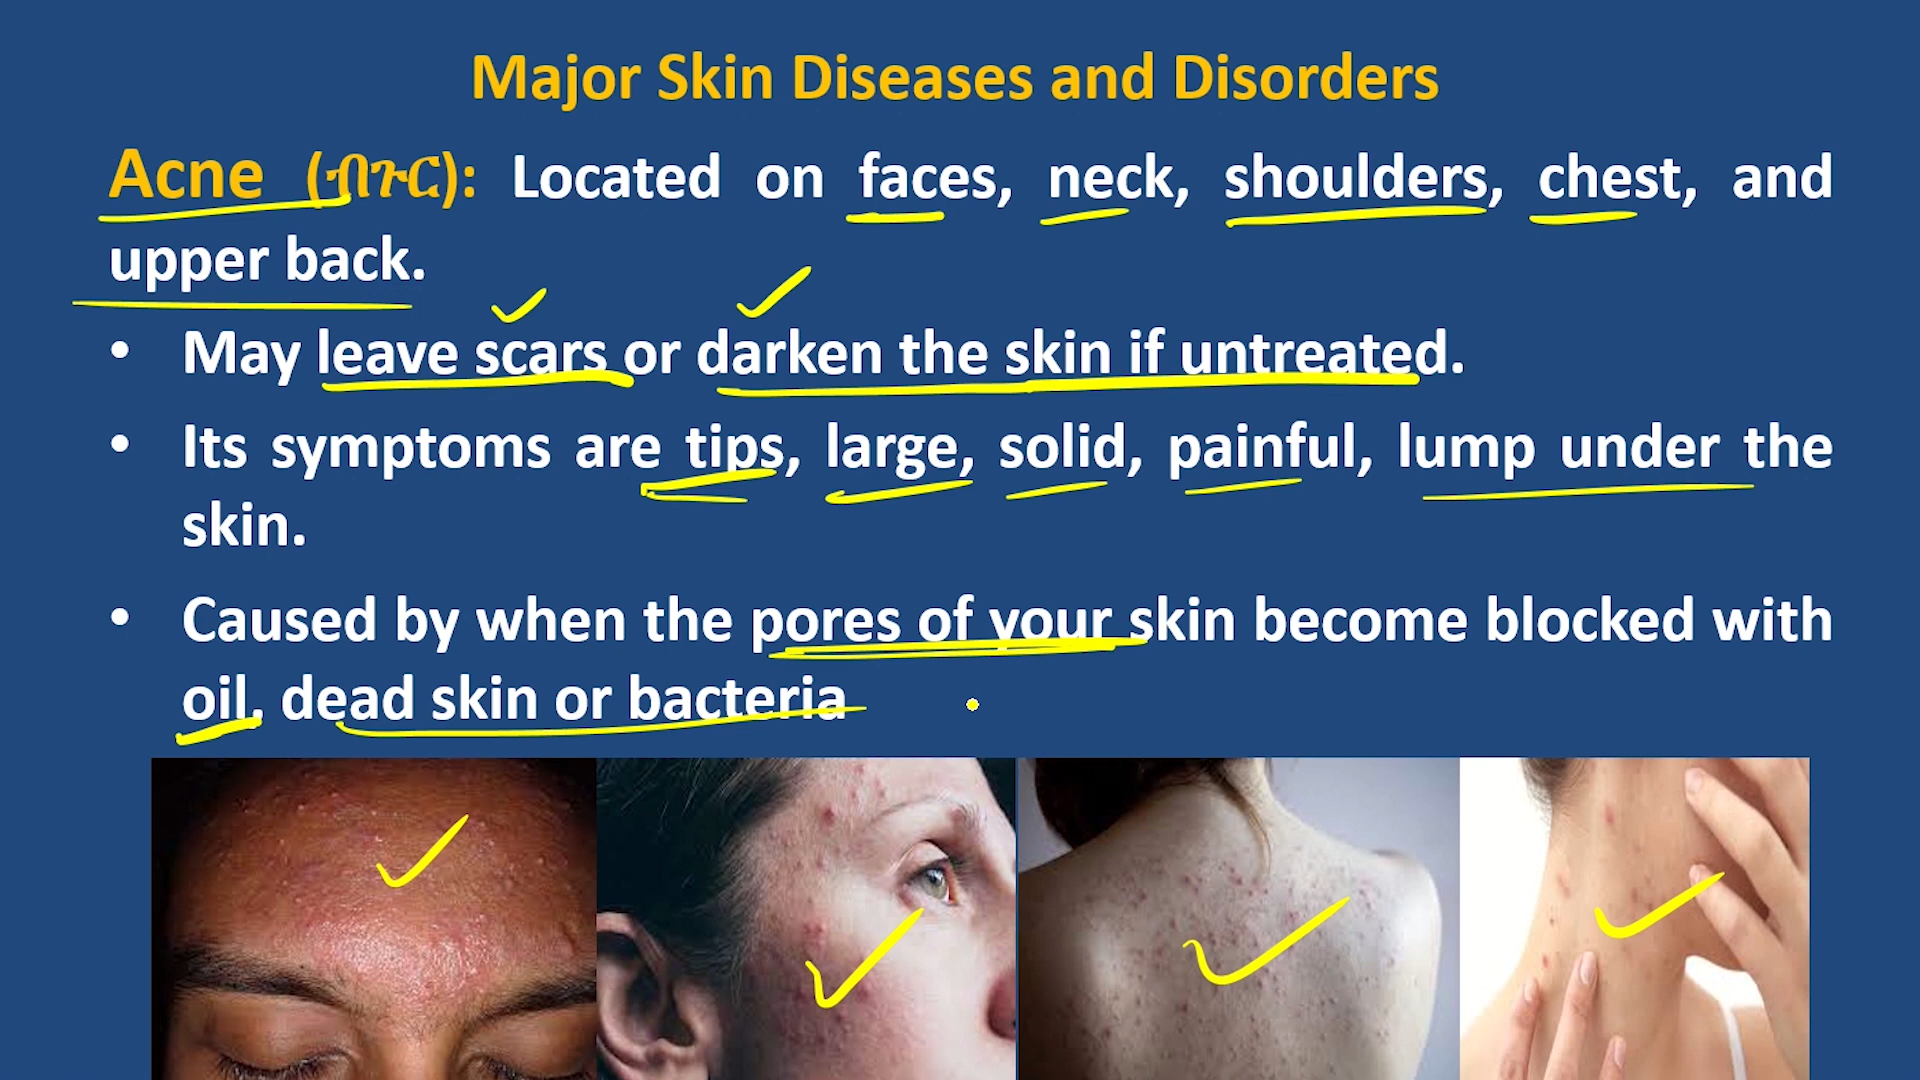 Major Skin Diseases and Disorders
Acne (ብጉር): Located on faces, neck, shoulders, chest, and
upper back.
• May leave scars or darken the skin if untreated.
• Its symptoms are tips, large, solid, painful, lump under the
skin.
• Caused by when the pores of your skin become blocked with
oil, dead skin or bacteria